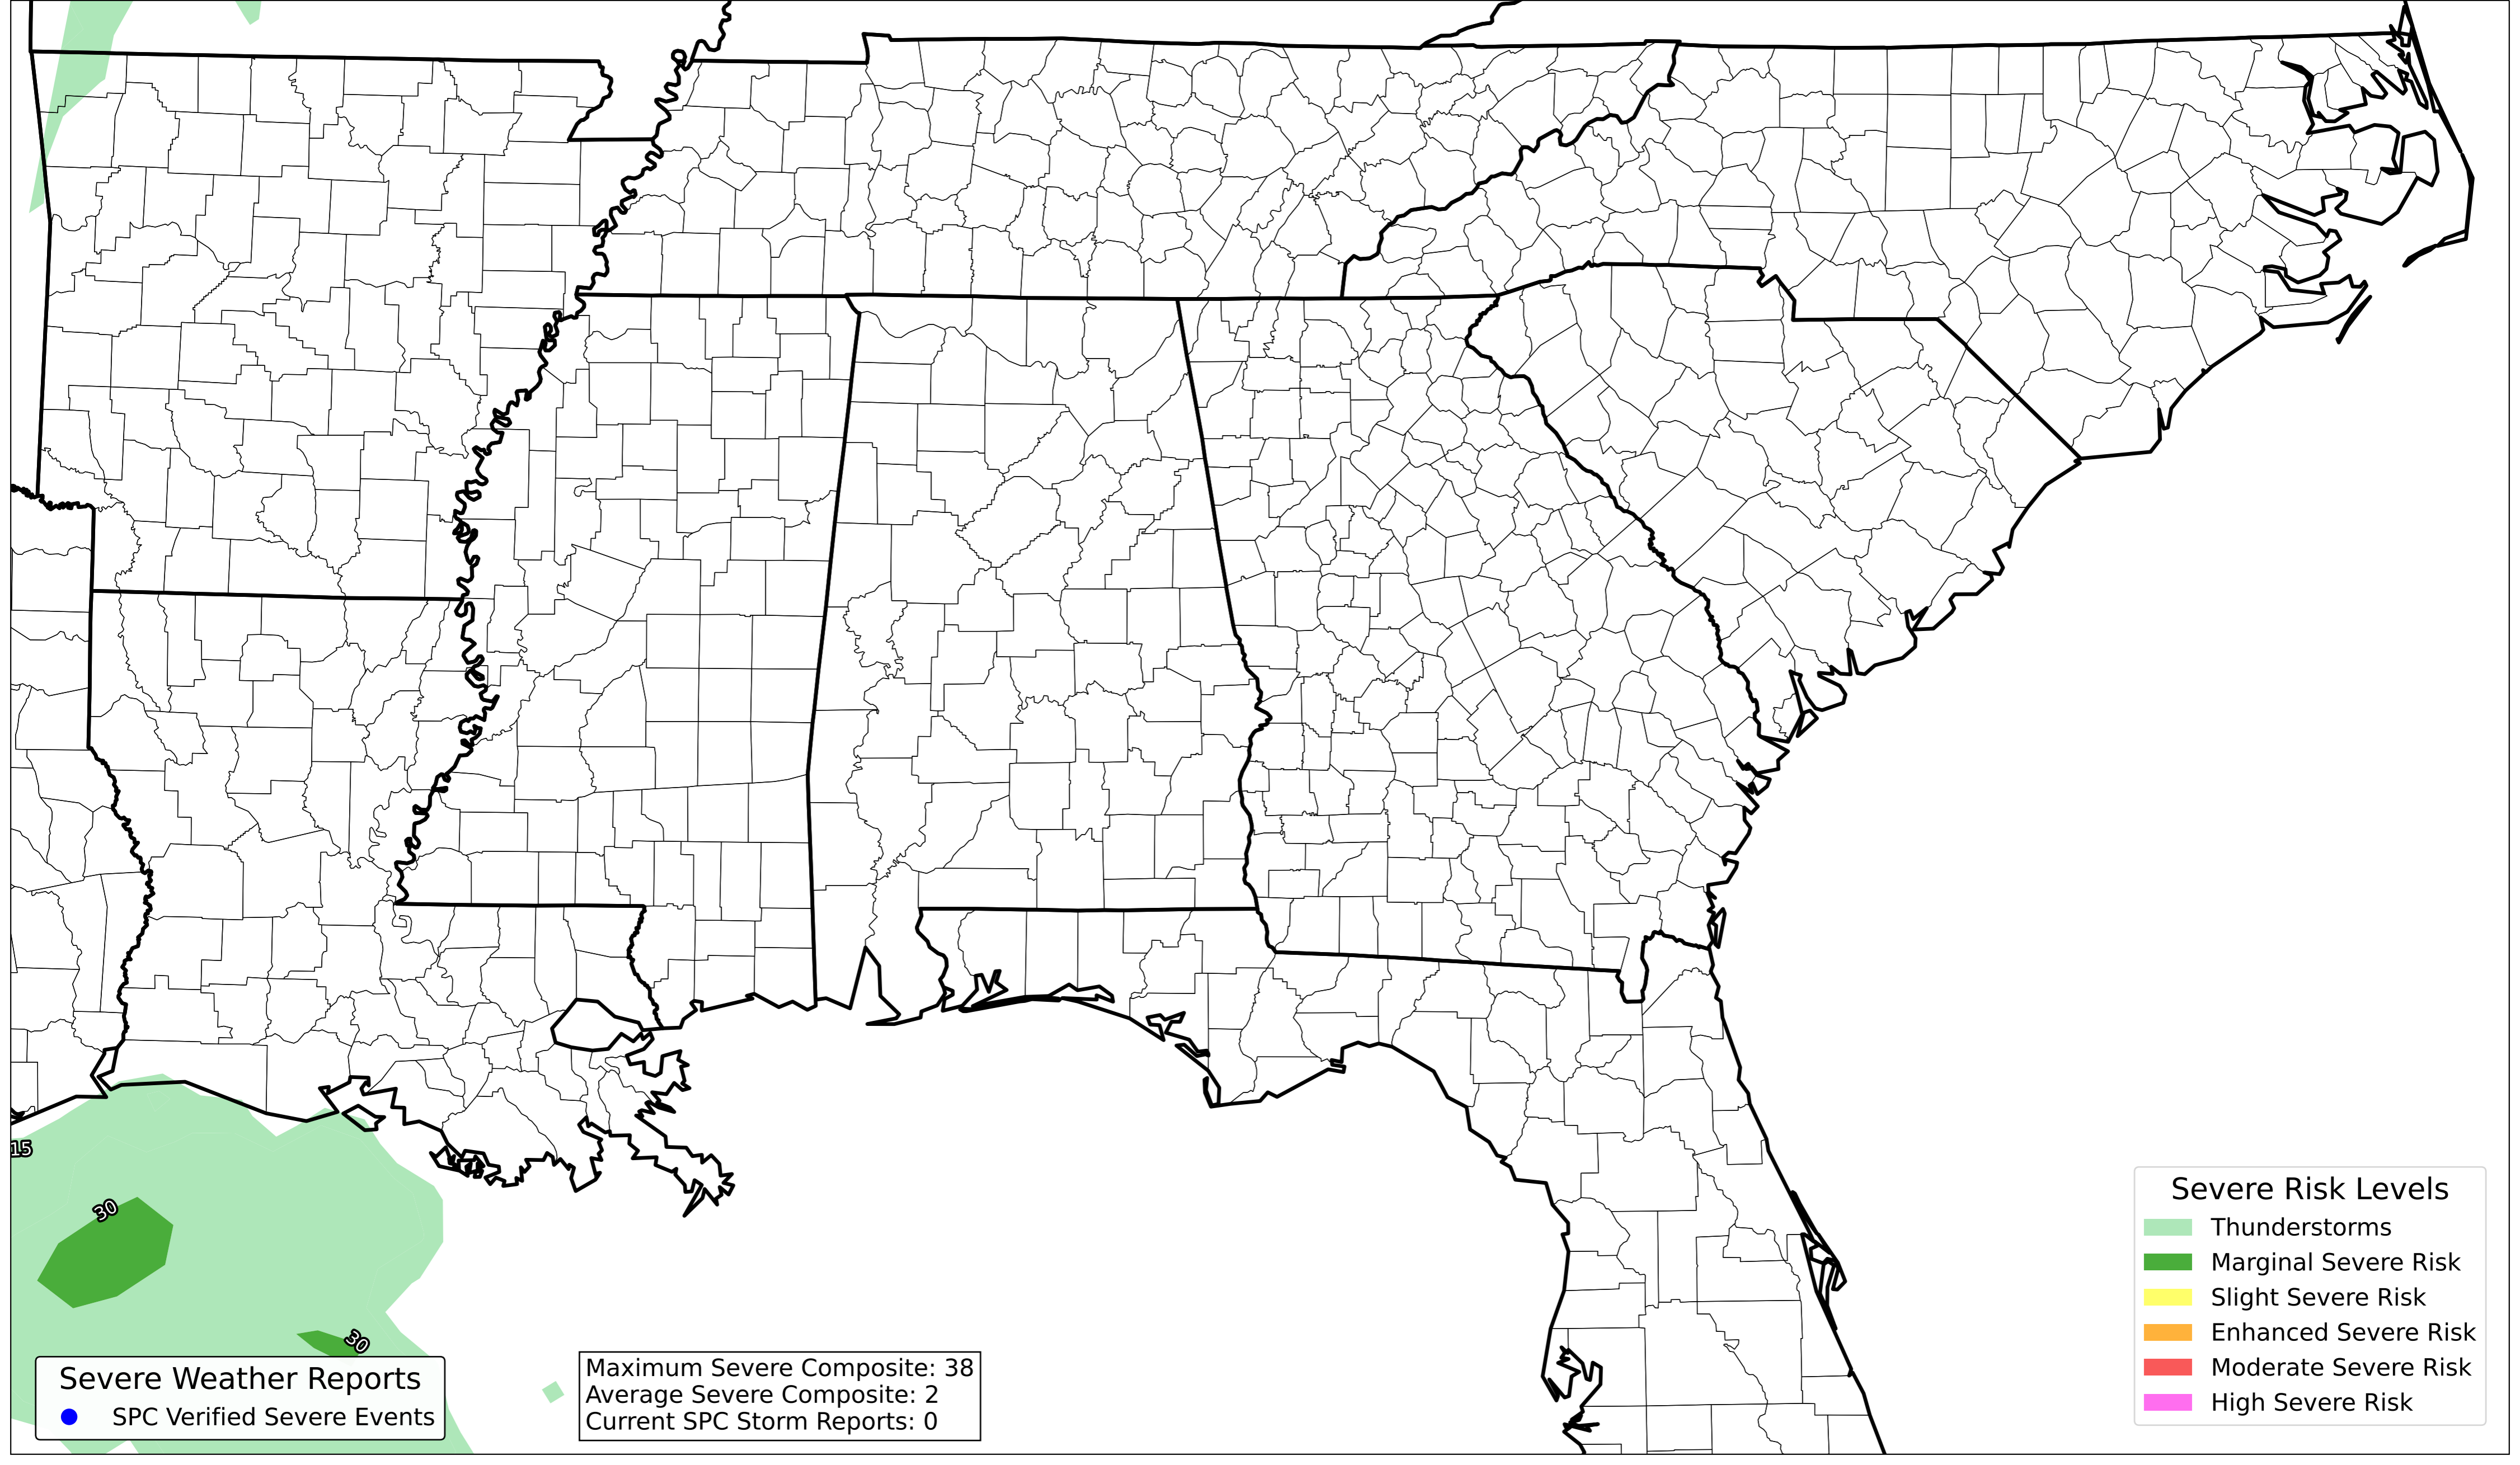 15
30
30
Severe Weather Reports
SPC Verified Severe Events
Maximum Severe Composite: 38
Average Severe Composite: 2
Current SPC Storm Reports: 0
Severe Risk Levels
Thunderstorms
Marginal Severe Risk
Slight Severe Risk
Enhanced Severe Risk
Moderate Severe Risk
High Severe Risk